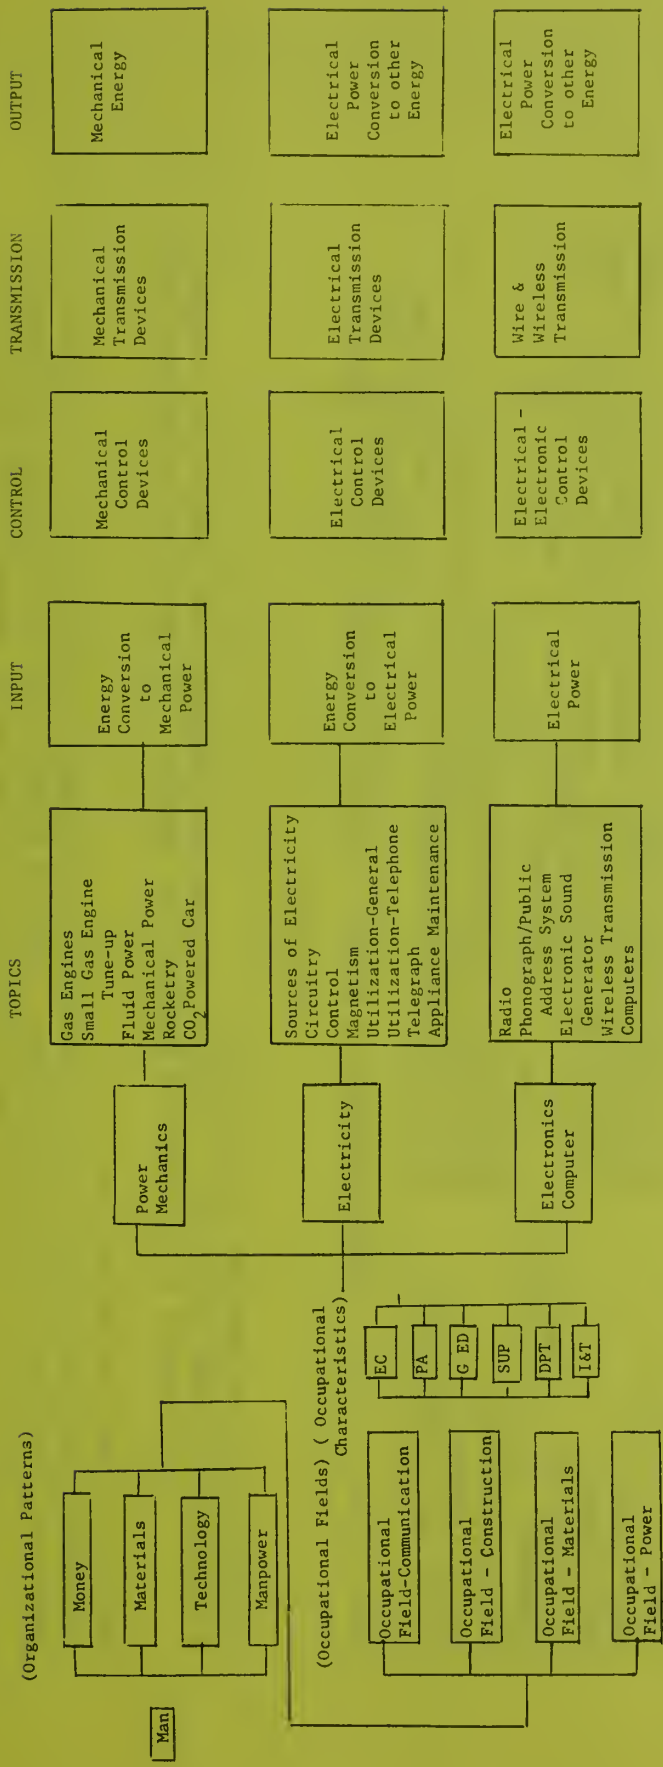 (Organizational Patterns)
Man
Money
Materials
Technology
Manpower
(Occupational Fields)
Occupational
Field-Communication
Occupational
Field - Construction
Occupational
Field - Materials
Occupational
Field - Power
( Occupational
Characteristics)
EC
PA
G ED
SUP
DPT
I&T
TOPICS
INPUT
CONTROL
TRANSMISSION
OUTPUT
Power
Mechanics
Gas Engines
Small Gas Engine
Tune-up
Fluid Power
Mechanical Power
Rocketry
CO2Powered Car
Energy
Conversion
to
Mechanical
Power
Mechanical
Control
Devices
Mechanical
Transmission
Devices
Mechanical
Energy
Electricity
Sources of Electricity
Circuitry
Control
Magnetism
Utilization-General
Utilization-Telephone
Telegraph
Appliance Maintenance
Energy
Conversion
to
Electrical
Power
Electrical
Control
Devices
Electrical
Transmission
Devices
Electrical
Power
Conversion
to other
Energy
Electronics
Computer
Radio
Phonograph/Public
Address System
Electronic Sound
Generator
Wireless Transmission
Computers
Electrical
Power
Electrical-
Electronic
Control
Devices
Wire &
Wireless
Transmission
Electrical
Power
Conversion
to other
Energy